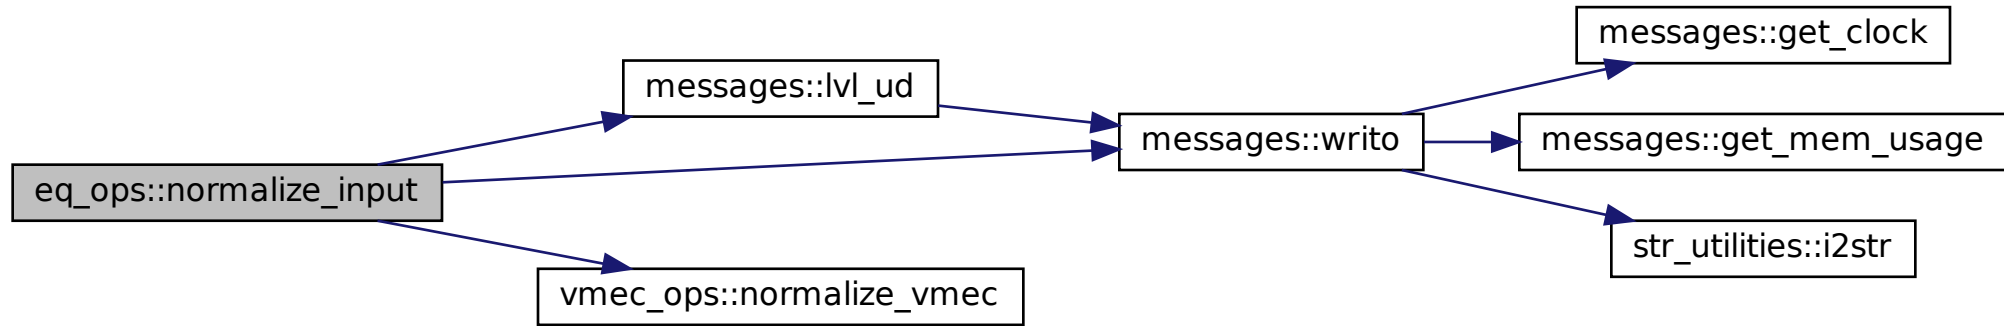 eq_ops::normalize_input
messages::lvl_ud
vmec_ops::normalize_vmec
messages::writo
messages::get_clock
messages::get_mem_usage
str_utilities::i2str